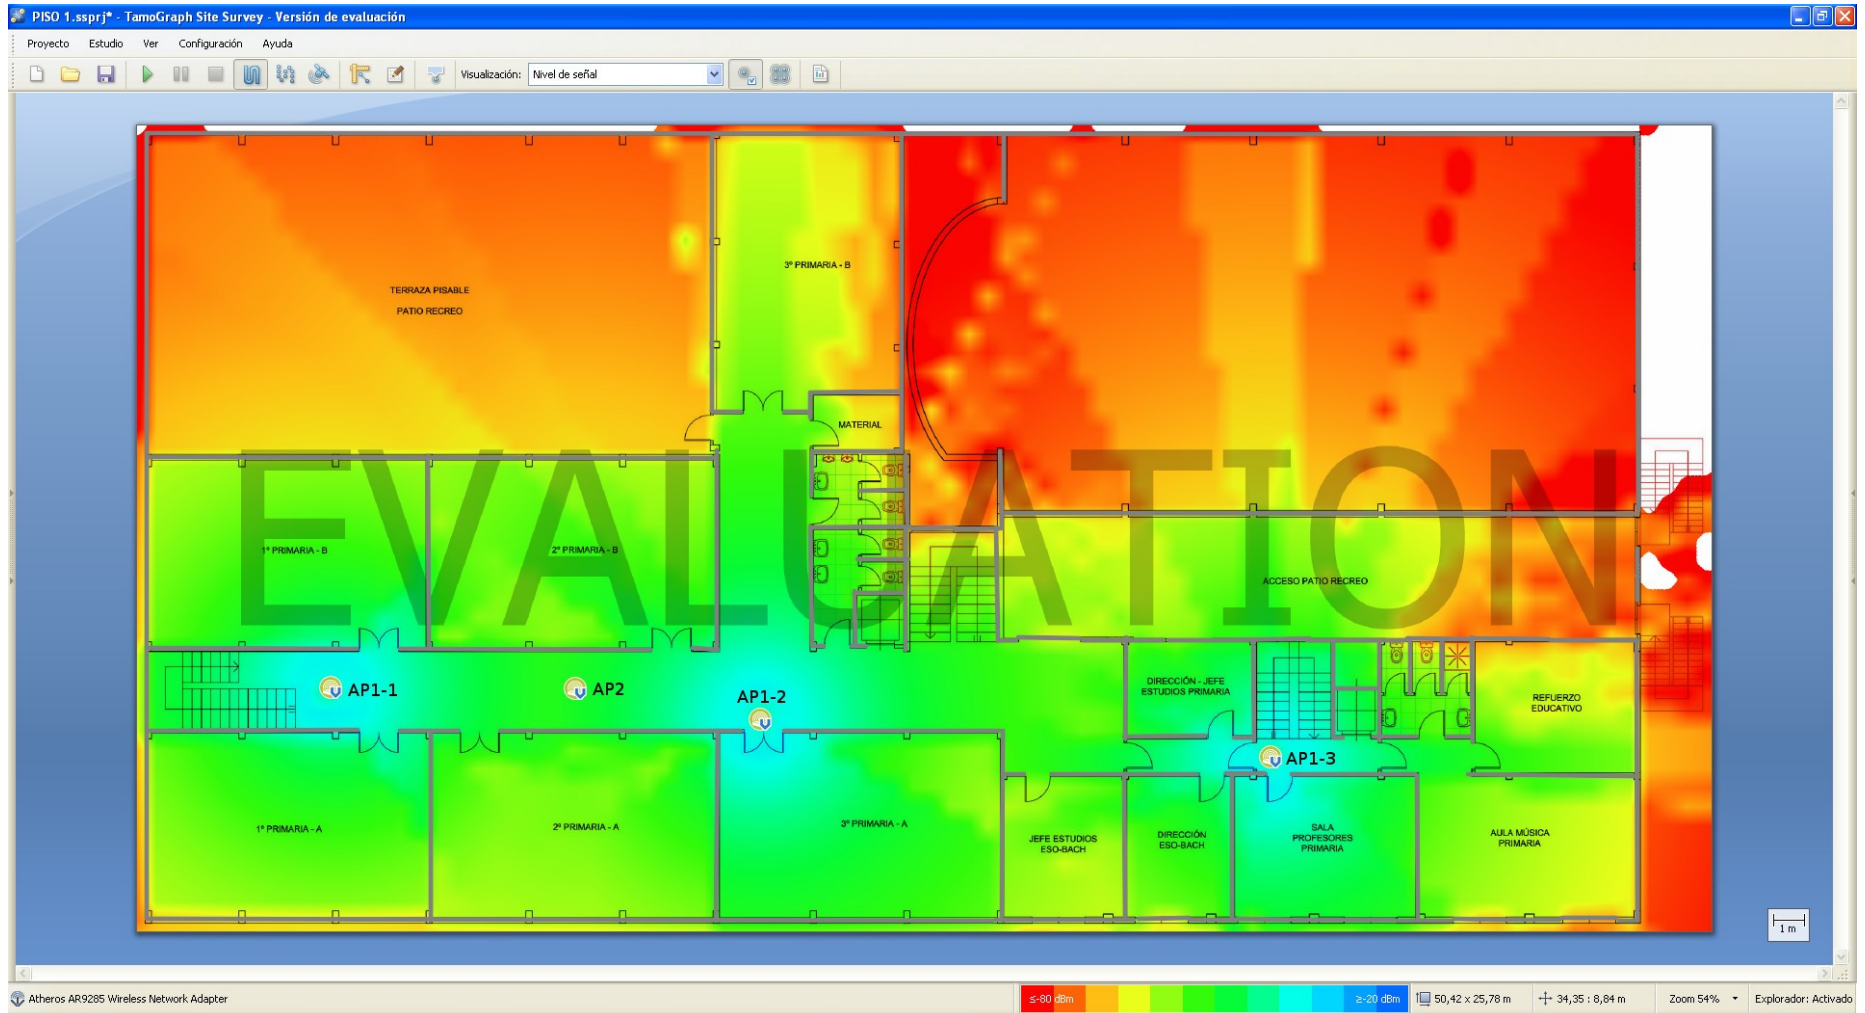 PISO 1.ssprj* - TamoGraph Site Survey - Versión de evaluación
Proyecto Estudio Ver Configuración Ayuda
Visualización: Nivel de señal
3º PRIMARIA - B
TERRAZA PISABLE
PATIO RECREO
MATERIAL
EVALUATION
1º PRIMARIA - B
2º PRIMARIA - B
ACCESO PATIO RECREO
AP1-1
AP2
AP1-2
DIRECCIÓN - JEFE
ESTUDIOS PRIMARIA
REFUERZO
EDUCATIVO
AP1-3
1º PRIMARIA - A
2º PRIMARIA - A
3º PRIMARIA - A
JEFE ESTUDIOS
ESO-BACH
DIRECCIÓN
ESO-BACH
SALA
PROFESORES
PRIMARIA
AULA MÚSICA
PRIMARIA
1 m
Atheros AR9285 Wireless Network Adapter
≤-80 dBm ≥-20 dBm 50,42 x 25,78 m 34,35 : 8,84 m Zoom 54% Explorador: Activado